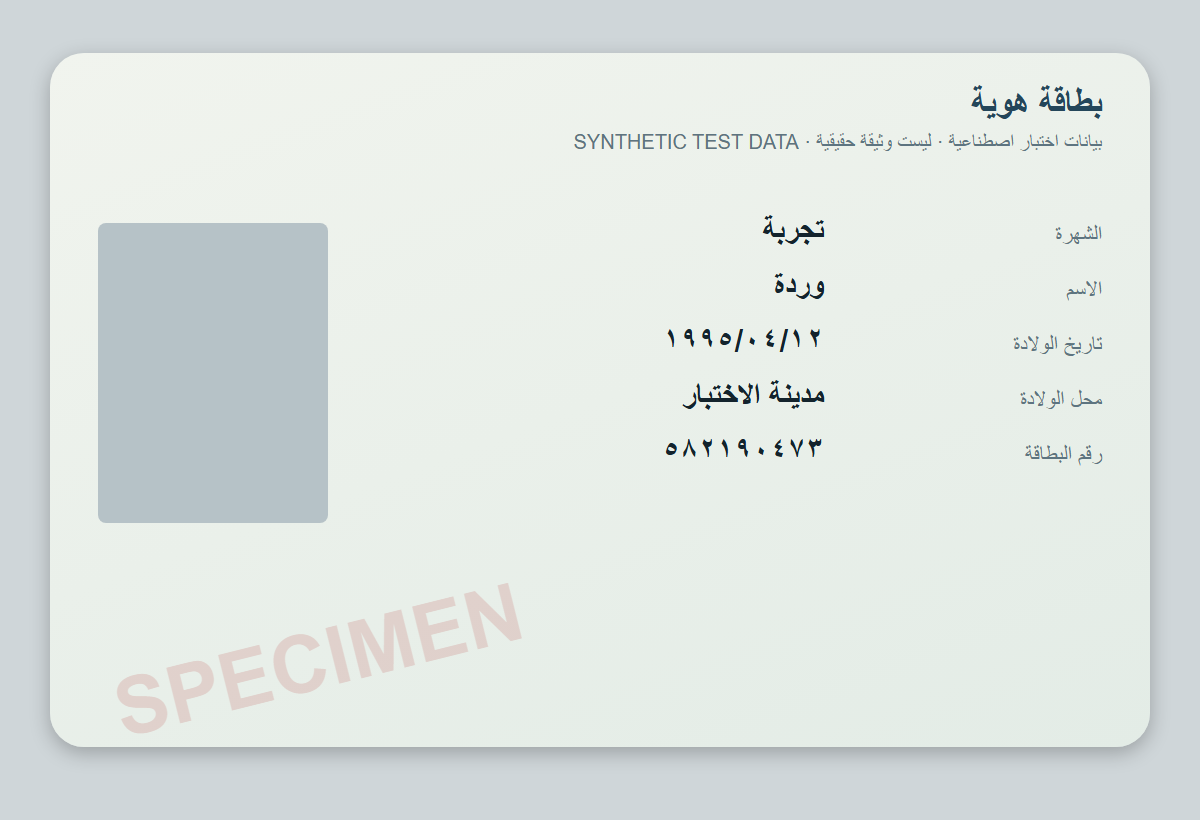 بطاقة هوية
بيانات اختبار اصطناعية · ليست وثيقة حقيقية · SYNTHETIC TEST DATA
الشهرة تجربة
الاسم وردة
تاريخ الولادة ١٩٩٥/٠٤/١٢
محل الولادة مدينة الاختبار
رقم البطاقة ٥٨٢١٩٠٤٧٣
SPECIMEN